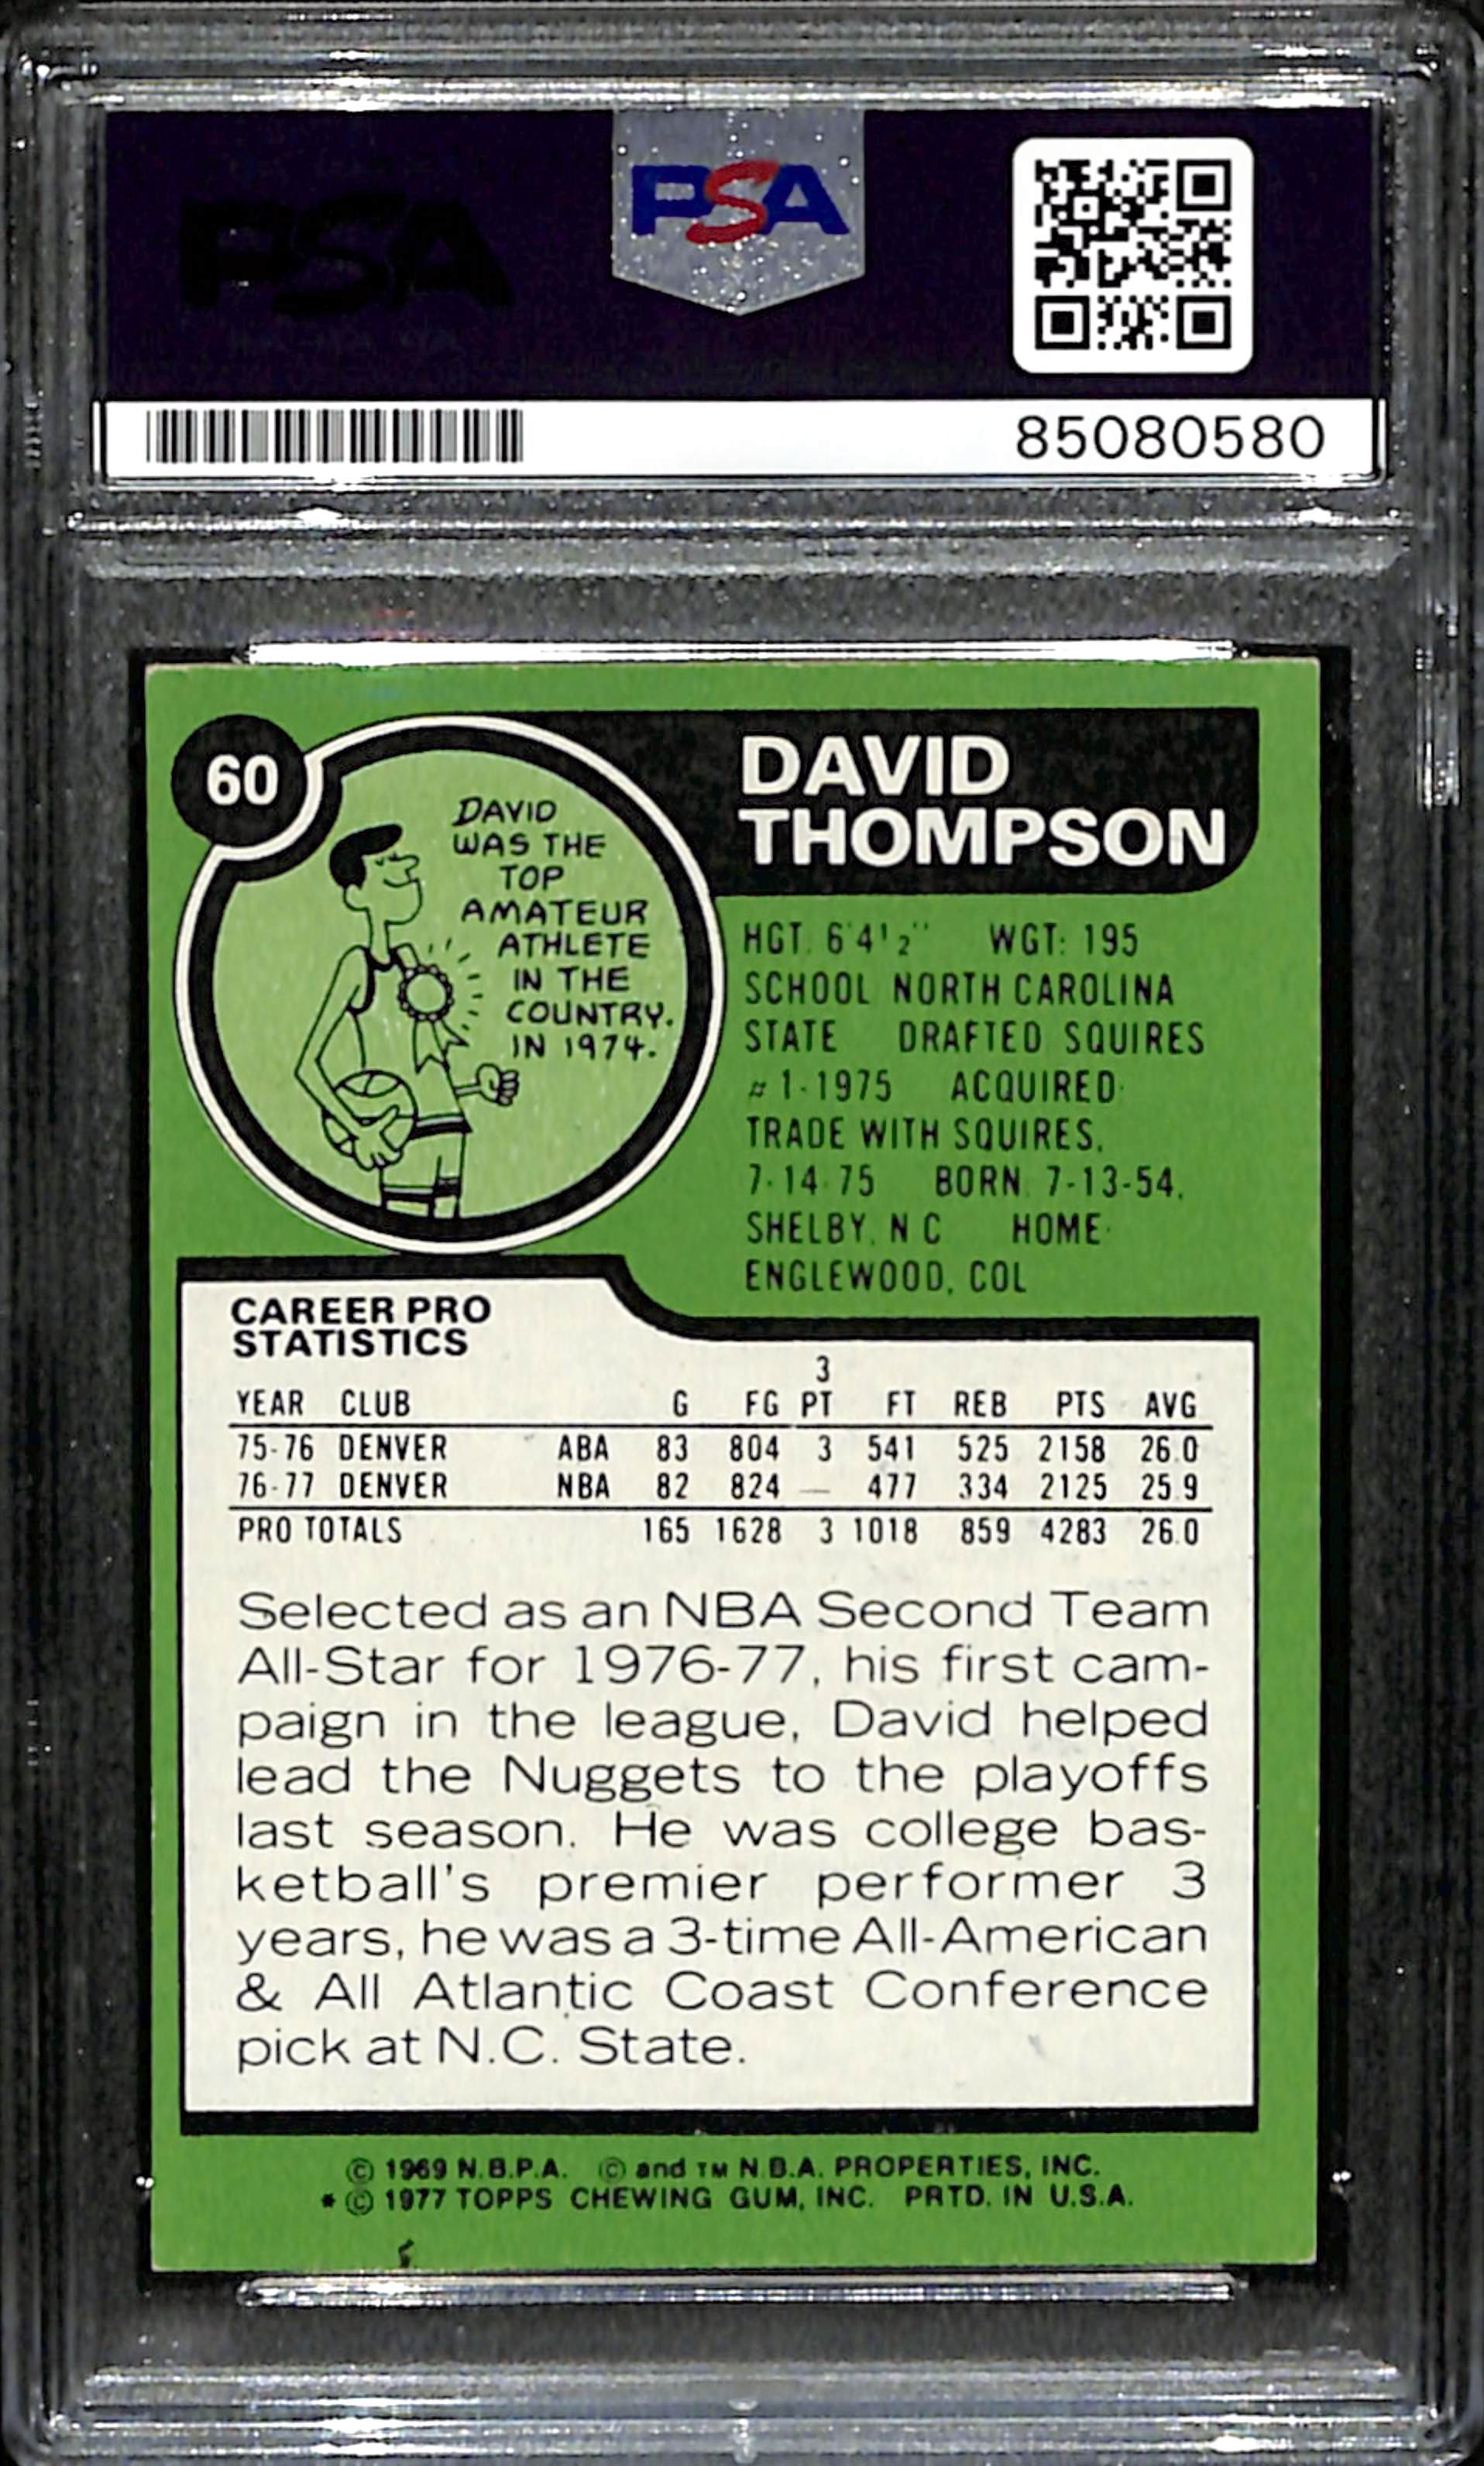 PSA
PSA
85080580
60
DAVID
THOMPSON
DAVID
WAS THE
TOP
AMATEUR
ATHLETE
IN THE
COUNTRY.
IN 1974.
HGT. 6'4½" WGT: 195
SCHOOL NORTH CAROLINA
STATE DRAFTED SQUIRES
#1-1975 ACQUIRED:
TRADE WITH SQUIRES,
7-14-75 BORN 7-13-54,
SHELBY, N C HOME:
ENGLEWOOD, COL
CAREER PRO
STATISTICS
3
YEAR CLUB G FG PT FT REB PTS AVG
75-76 DENVER ABA 83 804 3 541 525 2158 26.0
76-77 DENVER NBA 82 824 — 477 334 2125 25.9
PRO TOTALS 165 1628 3 1018 859 4283 26.0
Selected as an NBA Second Team
All-Star for 1976-77, his first cam-
paign in the league, David helped
lead the Nuggets to the playoffs
last season. He was college bas-
ketball's premier performer 3
years, he was a 3-time All-American
& All Atlantic Coast Conference
pick at N.C. State.
© 1969 N.B.P.A. © and TM N.B.A. PROPERTIES, INC.
* © 1977 TOPPS CHEWING GUM, INC. PRTD. IN U.S.A.